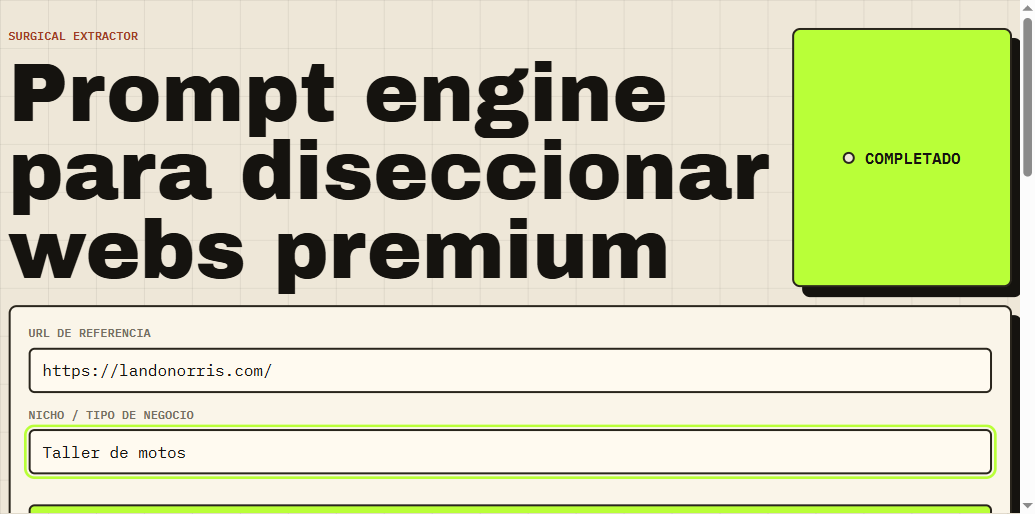 SURGICAL EXTRACTOR
Prompt engine
para diseccionar
webs premium
COMPLETADO
URL DE REFERENCIA
https://landonorris.com/
NICHO / TIPO DE NEGOCIO
Taller de motos